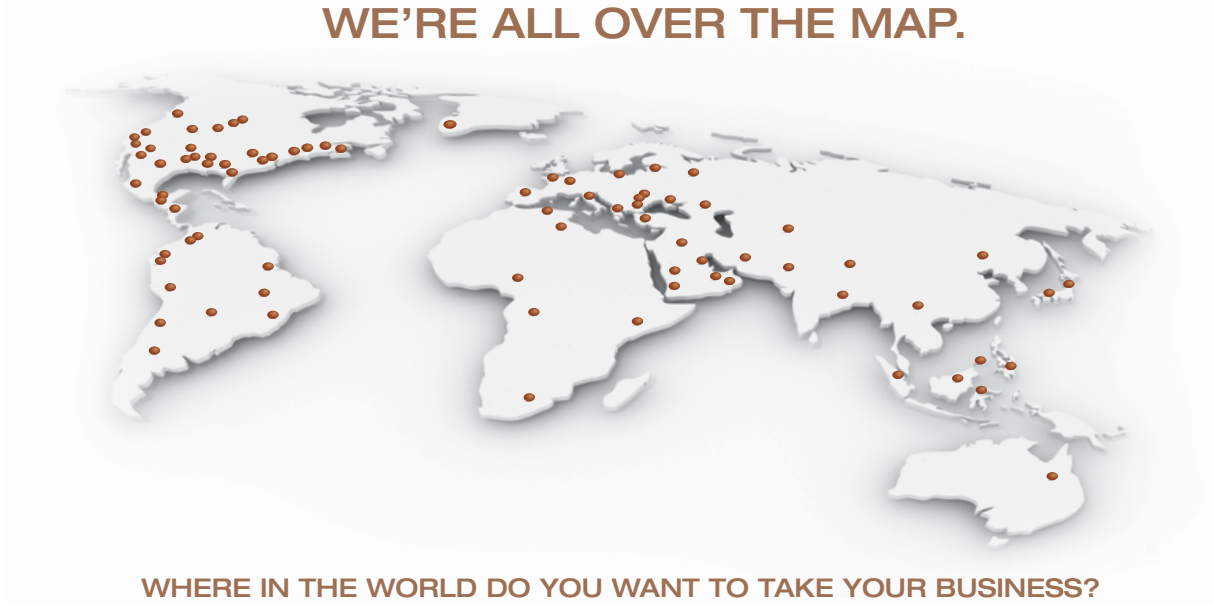 WE'RE ALL OVER THE MAP.
WHERE IN THE WORLD DO YOU WANT TO TAKE YOUR BUSINESS?